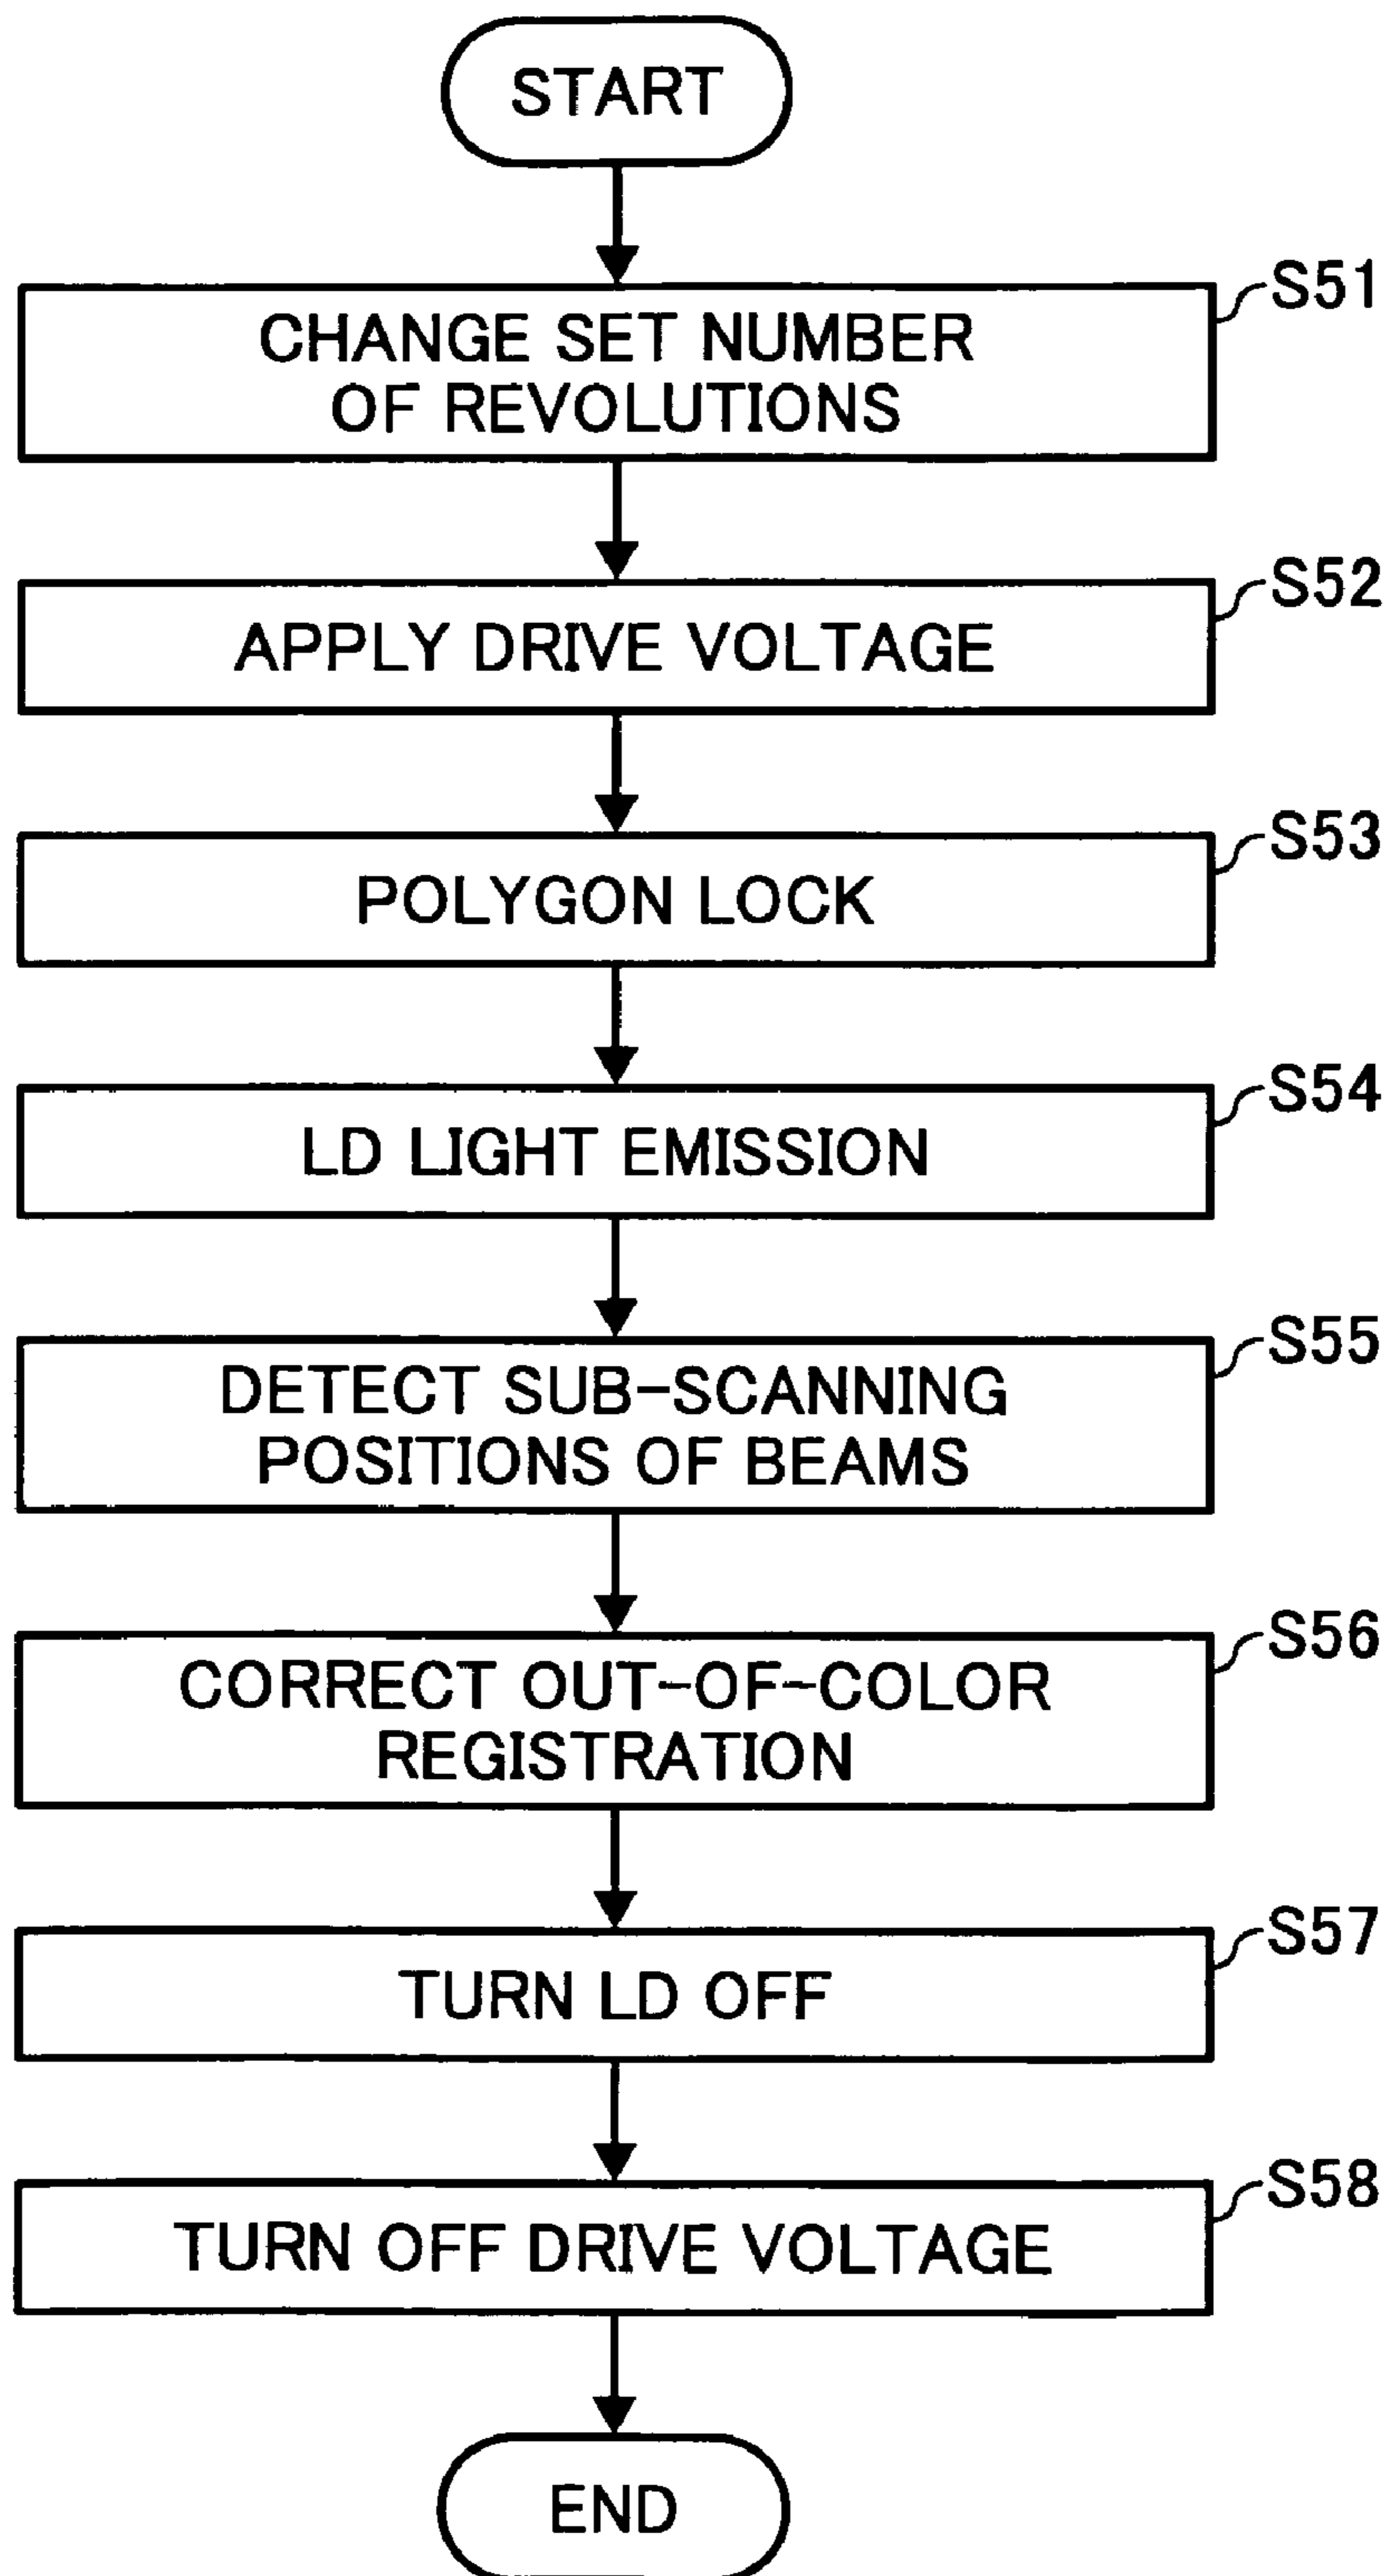 START
S51
CHANGE SET NUMBER
OF REVOLUTIONS
S52
APPLY DRIVE VOLTAGE
S53
POLYGON LOCK
S54
LD LIGHT EMISSION
S55
DETECT SUB-SCANNING
POSITIONS OF BEAMS
S56
CORRECT OUT-OF-COLOR
REGISTRATION
S57
TURN LD OFF
S58
TURN OFF DRIVE VOLTAGE
END